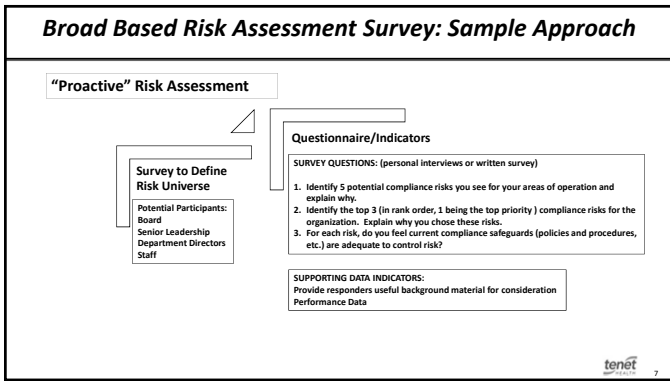 Broad Based Risk Assessment Survey: Sample Approach
“Proactive” Risk Assessment
Survey to Define
Risk Universe
Potential Participants:
Board
Senior Leadership
Department Directors
Staff
Questionnaire/Indicators
SURVEY QUESTIONS: (personal interviews or written survey)
1. Identify 5 potential compliance risks you see for your areas of operation and
explain why.
2. Identify the top 3 (in rank order, 1 being the top priority ) compliance risks for the
organization. Explain why you chose these risks.
3. For each risk, do you feel current compliance safeguards (policies and procedures,
etc.) are adequate to control risk?
SUPPORTING DATA INDICATORS:
Provide responders useful background material for consideration
Performance Data
tenet
HEALTH
7